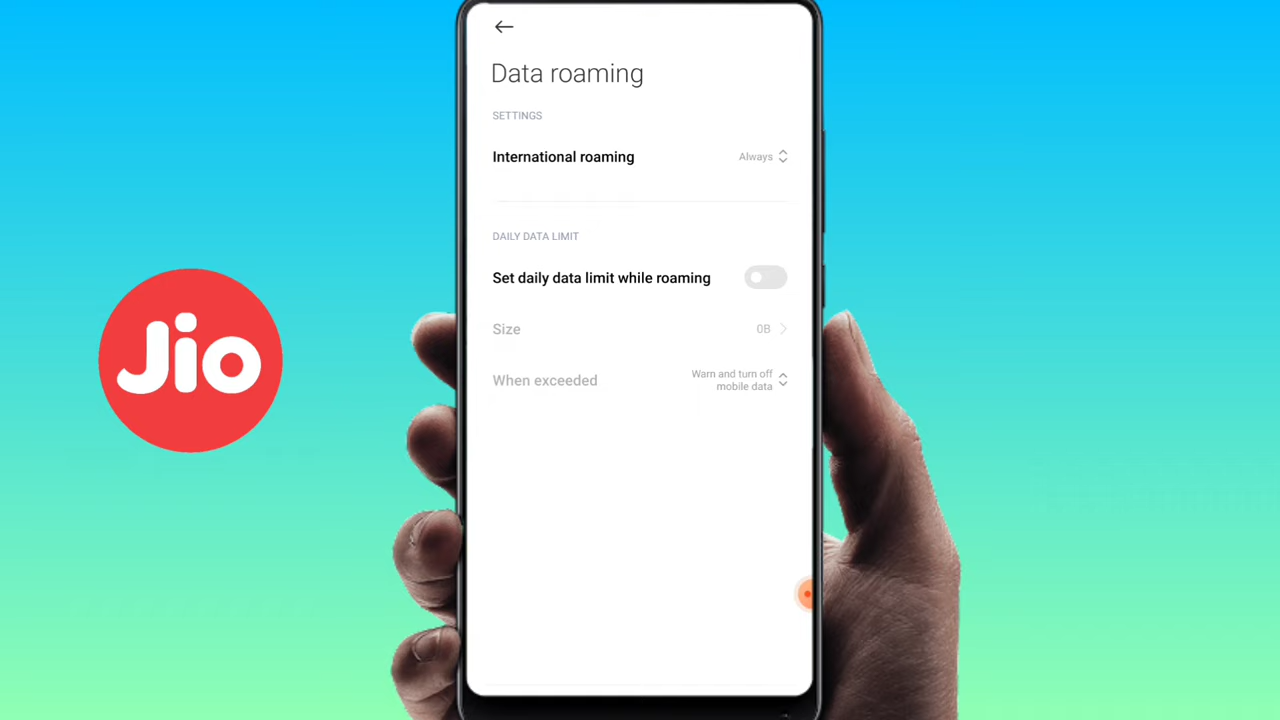 Data roaming
SETTINGS
International roaming
Always
DAILY DATA LIMIT
Set daily data limit while roaming
Size
0B
When exceeded
Warn and turn off
mobile data
Jio